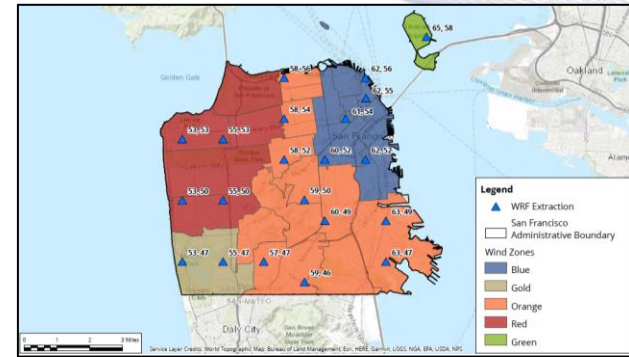 65, 58
Golden Gate
58-56
62, 56
Oakland
62, 55
58, 54
61, 54
53, 53
55, 53
58, 52
60, 52
62, 52
53, 50
55, 50
59, 50
60, 49
63, 49
53, 47
55, 47
57, 47
63, 47
59, 46
SAN MATEO
Daly City
Legend
WRF Extraction
San Francisco
Administrative Boundary
Wind Zones
Blue
Gold
Orange
Red
Green
3 Miles
Service Layer Credits: World Topographic Map: Bureau of Land Management, Esri, HERE, Garmin, USGS, NGA, EPA, USDA, NPS